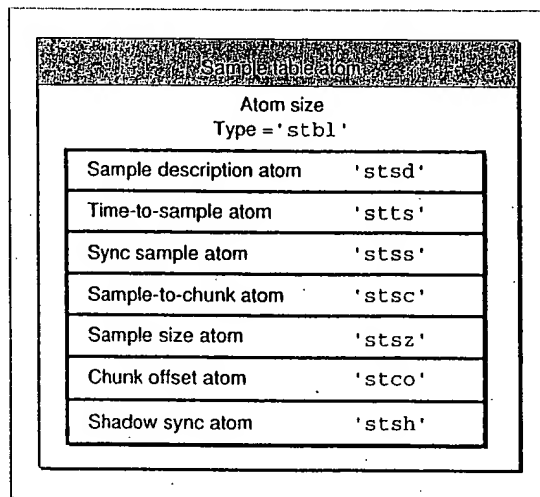 Sample table atom
Atom size
Type ='stbl'
Sample description atom 'stsd'
Time-to-sample atom 'stts'
Sync sample atom 'stss'
Sample-to-chunk atom 'stsc'
Sample size atom 'stsz'
Chunk offset atom 'stco'
Shadow sync atom 'stsh'